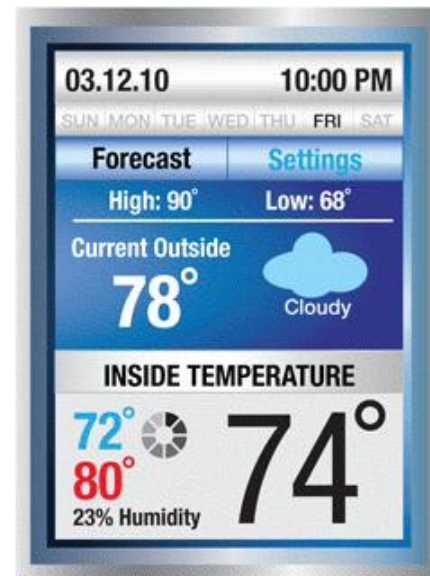 03.12.10 10:00 PM
SUN MON TUE WED THU FRI SAT
Forecast Settings
High: 90° Low: 68°
Current Outside
78°
Cloudy
INSIDE TEMPERATURE
72°
80°
74°
23% Humidity